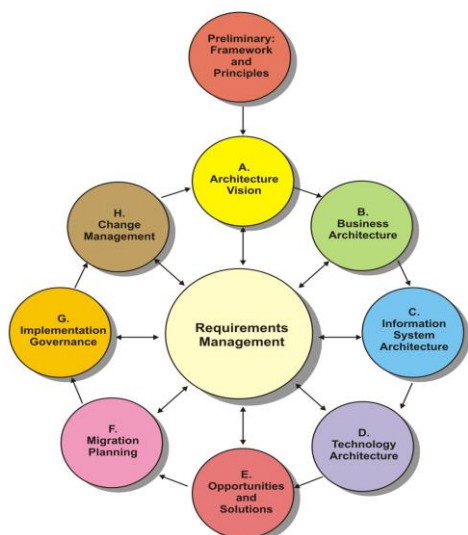 Preliminary:
Framework
and
Principles
A.
Architecture
Vision
B.
Business
Architecture
C.
Information
System
Architecture
D.
Technology
Architecture
E.
Opportunities
and
Solutions
F.
Migration
Planning
G.
Implementation
Governance
H.
Change
Management
Requirements
Management